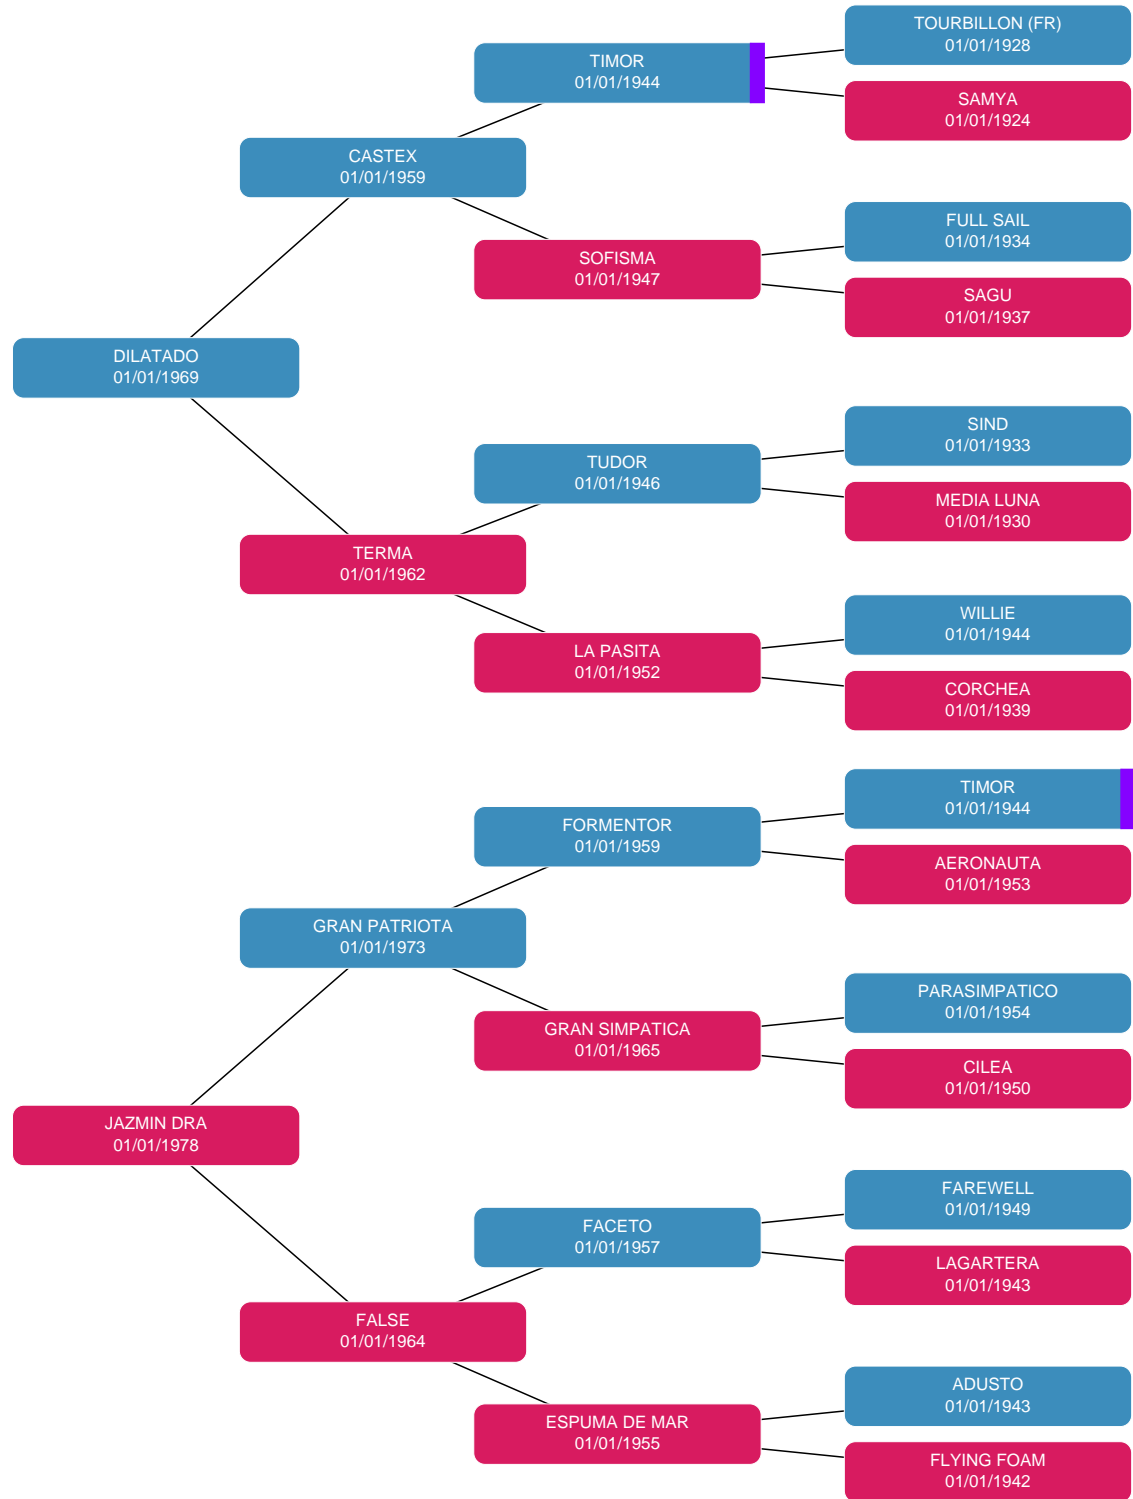 TOURBILLON (FR)
01/01/1928
TIMOR
01/01/1944
SAMYA
01/01/1924
CASTEX
01/01/1959
FULL SAIL
01/01/1934
SOFISMA
01/01/1947
SAGU
01/01/1937
DILATADO
01/01/1969
SIND
01/01/1933
TUDOR
01/01/1946
MEDIA LUNA
01/01/1930
TERMA
01/01/1962
WILLIE
01/01/1944
LA PASITA
01/01/1952
CORCHEA
01/01/1939
TIMOR
01/01/1944
FORMENTOR
01/01/1959
AERONAUTA
01/01/1953
GRAN PATRIOTA
01/01/1973
PARASIMPATICO
01/01/1954
GRAN SIMPATICA
01/01/1965
CILEA
01/01/1950
JAZMIN DRA
01/01/1978
FAREWELL
01/01/1949
FACETO
01/01/1957
LAGARTERA
01/01/1943
FALSE
01/01/1964
ADUSTO
01/01/1943
ESPUMA DE MAR
01/01/1955
FLYING FOAM
01/01/1942